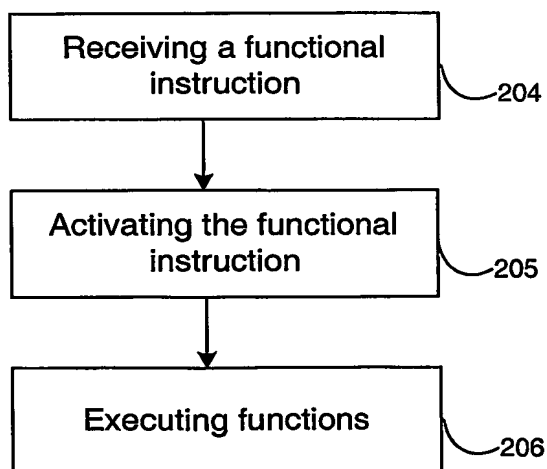 Receiving a functional
instruction
204
Activating the functional
instruction
205
Executing functions
206